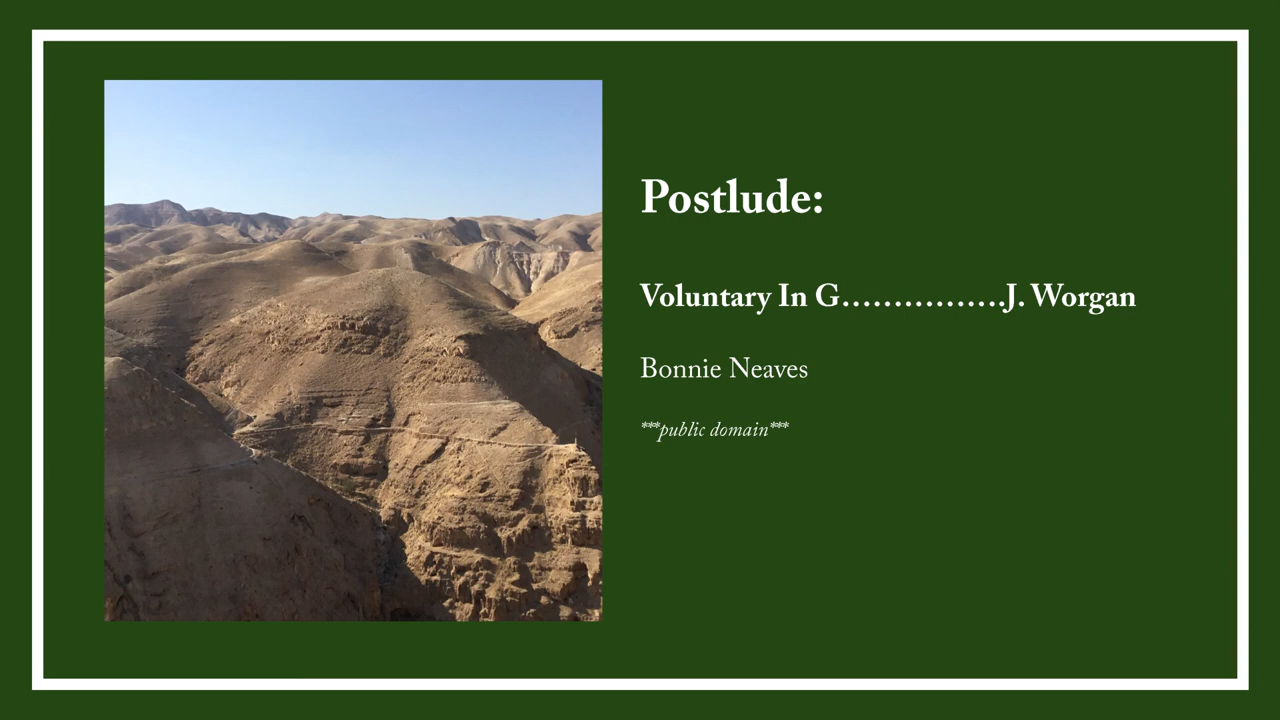 Postlude:
Voluntary In G................J. Worgan
Bonnie Neaves
***public domain***